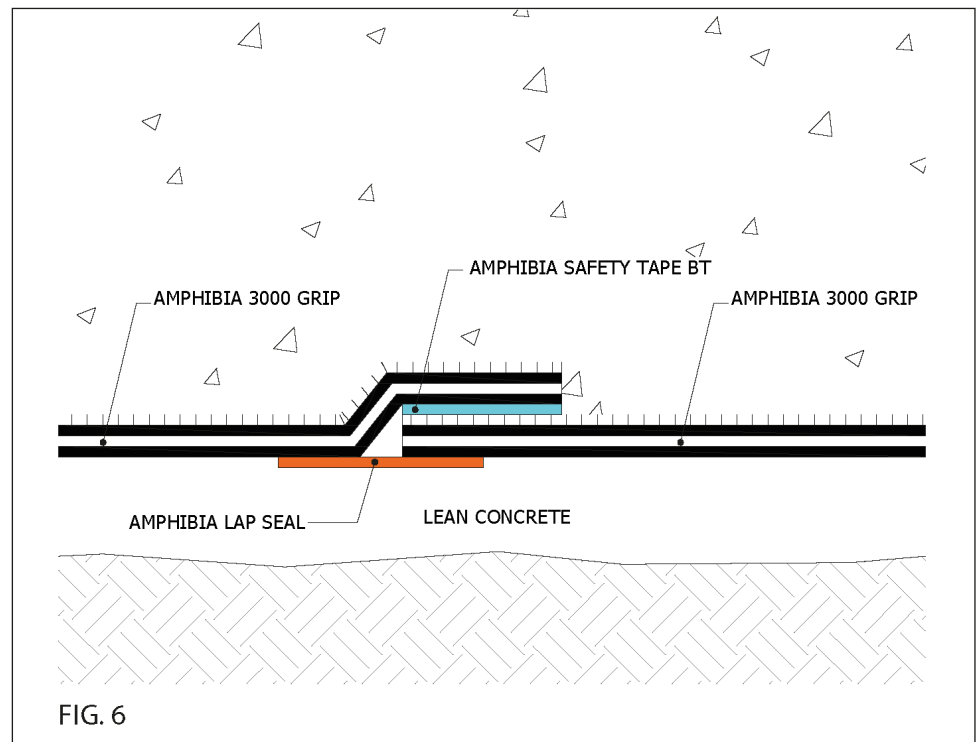 AMPHIBIA SAFETY TAPE BT
AMPHIBIA 3000 GRIP
AMPHIBIA 3000 GRIP
AMPHIBIA LAP SEAL
LEAN CONCRETE
FIG. 6